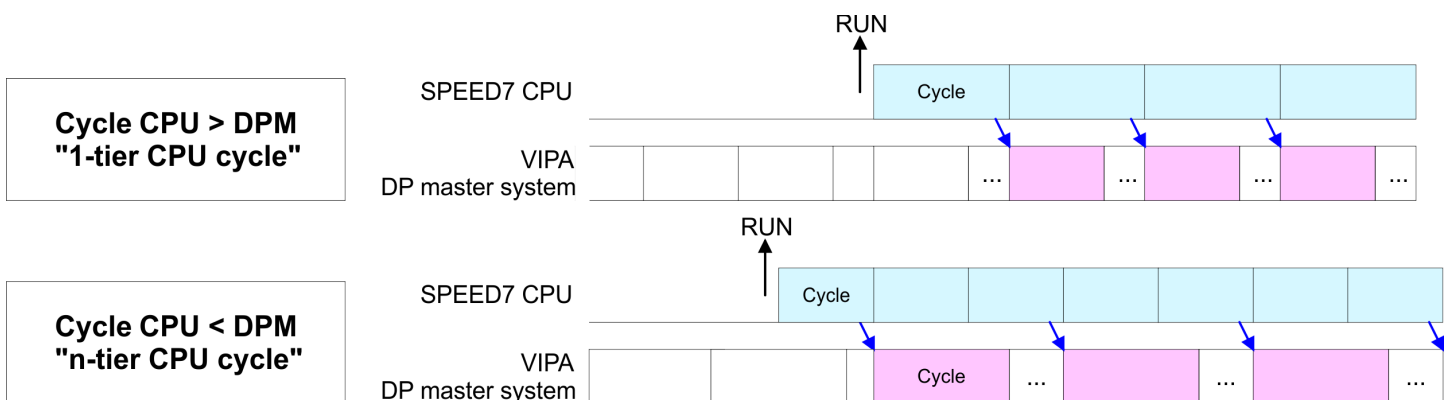 RUN
Cycle CPU > DPM
"1-tier CPU cycle"
SPEED7 CPU
Cycle
VIPA
DP master system
... ... ... ...
RUN
Cycle CPU < DPM
"n-tier CPU cycle"
SPEED7 CPU
Cycle
VIPA
DP master system
Cycle ... ... ...